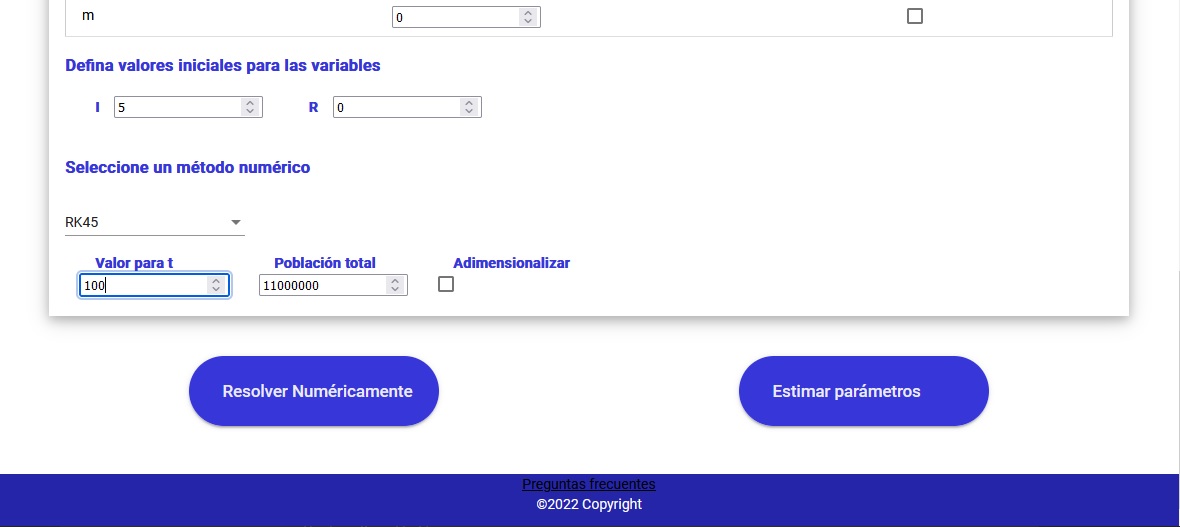 m 0
Defina valores iniciales para las variables
I 5 R 0
Seleccione un método numérico
RK45
Valor para t Población total Adimensionalizar
100 11000000
Resolver Numéricamente Estimar parámetros
Preguntas frecuentes
©2022 Copyright